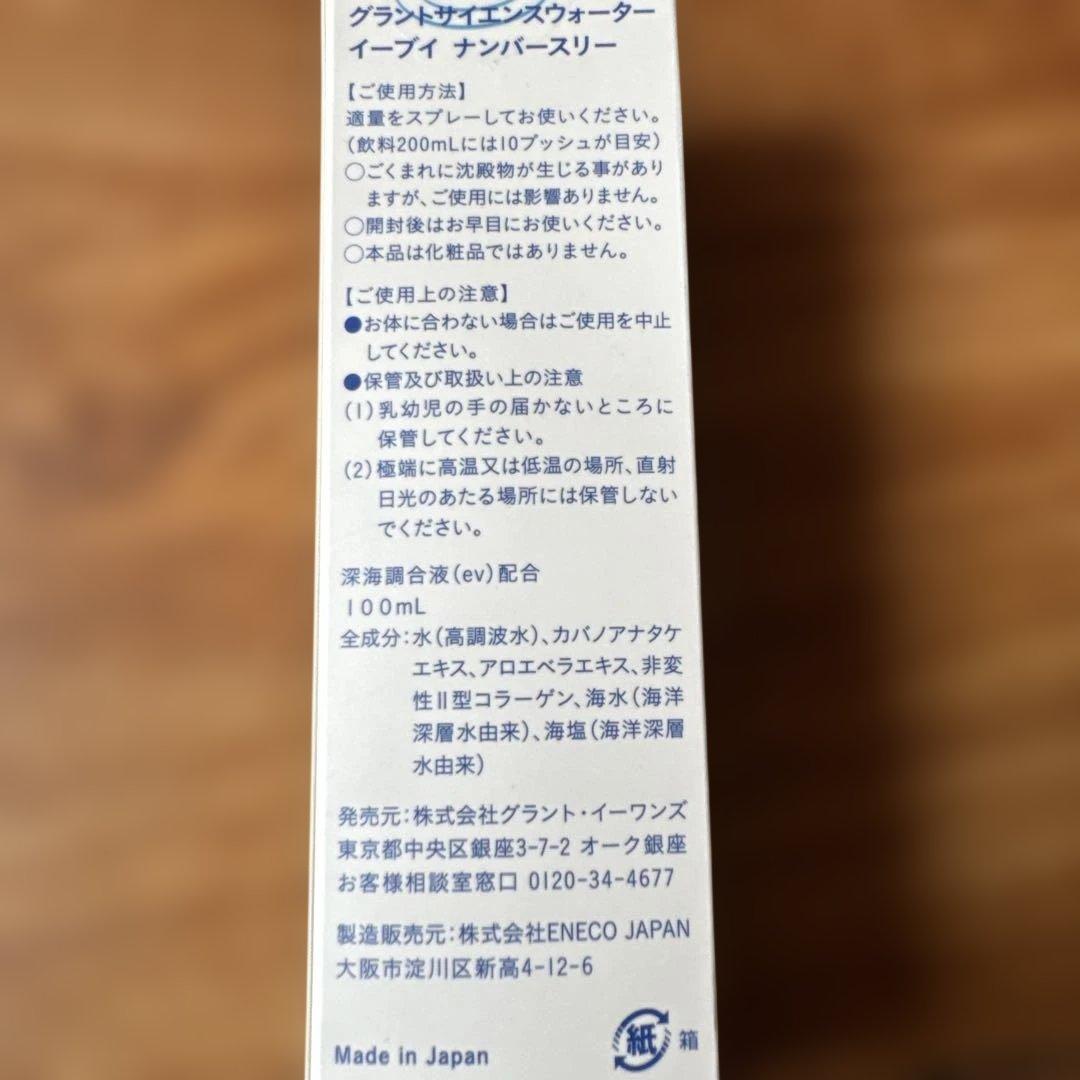 グラントサイエンスウォーター
イーブイ ナンバースリー
【ご使用方法】
適量をスプレーしてお使いください。
(飲料200mLには10プッシュが目安)
○ごくまれに沈殿物が生じる事があり
ますが、ご使用には影響ありません。
○開封後はお早目にお使いください。
○本品は化粧品ではありません。
【ご使用上の注意】
●お体に合わない場合はご使用を中止
してください。
●保管及び取扱い上の注意
(1)乳幼児の手の届かないところに
保管してください。
(2)極端に高温又は低温の場所、直射
日光のあたる場所には保管しない
でください。
深海調合液(ev)配合
100mL
全成分:水(高調波水)、カバノアナタケ
エキス、アロエベラエキス、非変
性Ⅱ型コラーゲン、海水(海洋
深層水由来)、海塩(海洋深層
水由来)
発売元:株式会社グラント・イーワンズ
東京都中央区銀座3-7-2 オーク銀座
お客様相談室窓口 0120-34-4677
製造販売元:株式会社ENECO JAPAN
大阪市淀川区新高4-12-6
紙 箱
Made in Japan